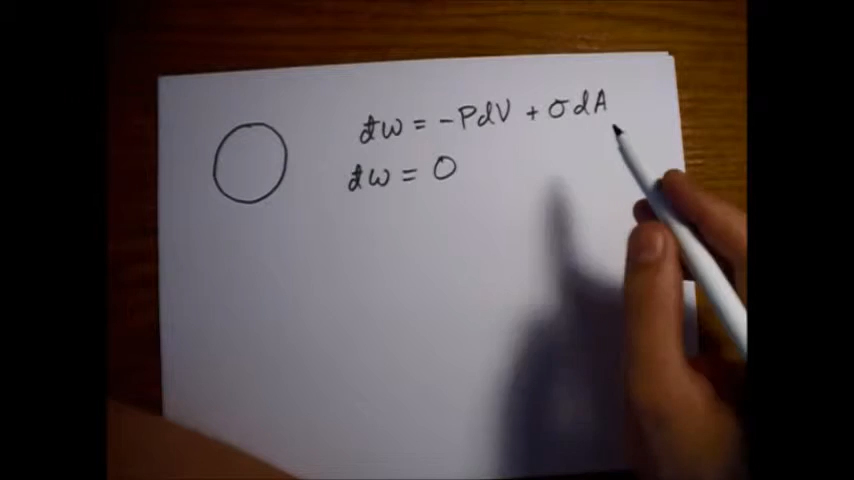 đw = -PdV + σdA
đw = 0